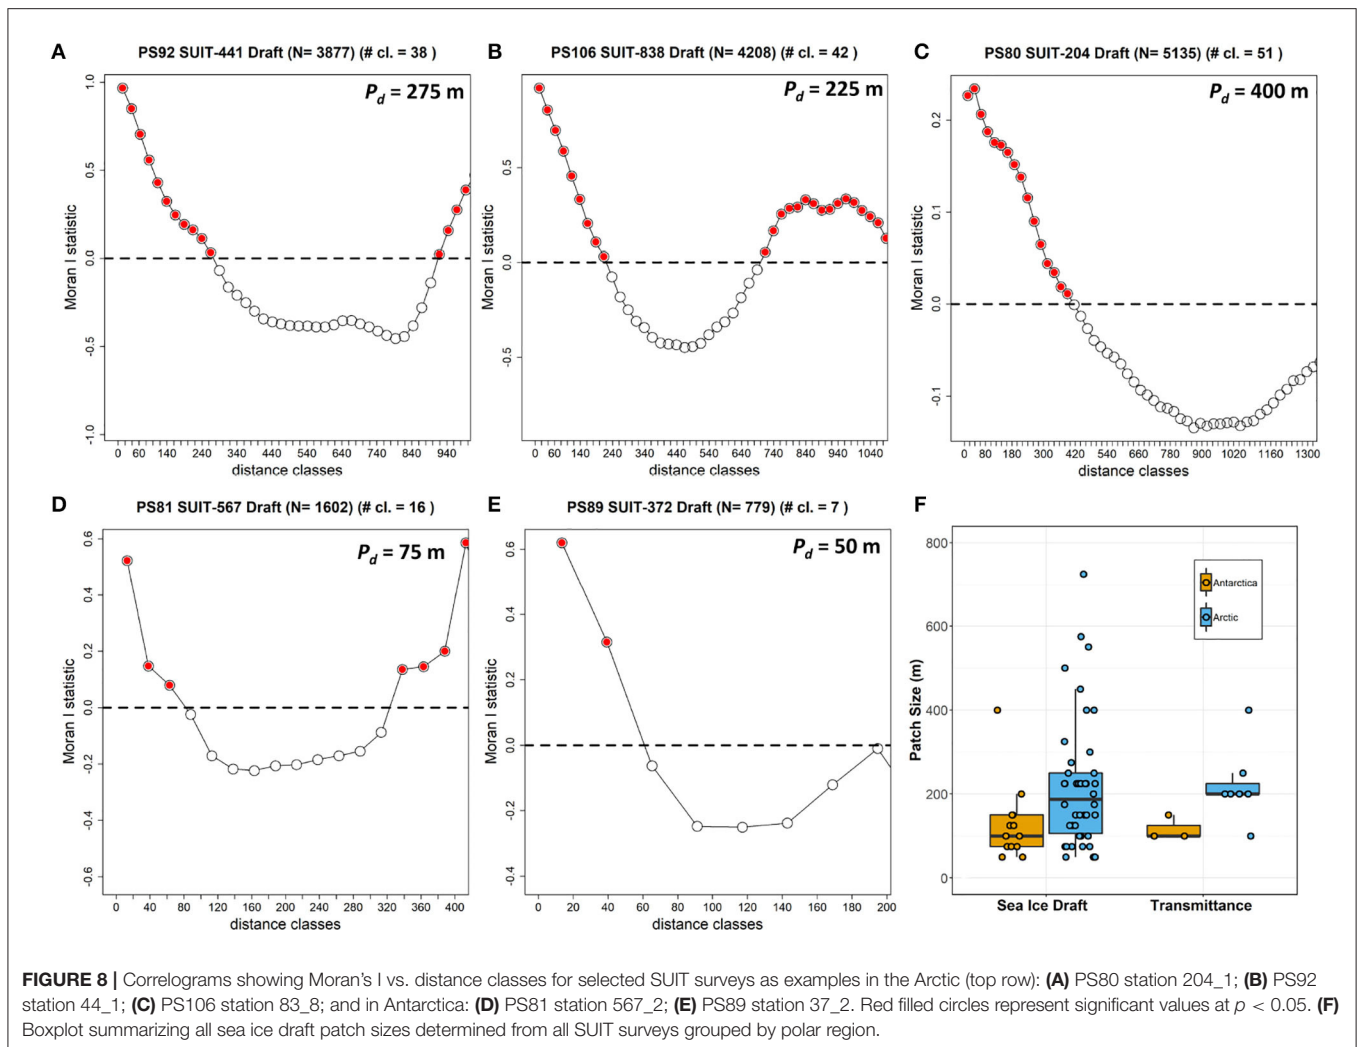 A
PS92 SUIT-441 Draft (N= 3877) (# cl. = 38 )
Pd = 275 m
Moran I statistic
1.0
0.5
0.0
-0.5
-1.0
0 60 140 240 340 440 540 640 740 840 940
distance classes
B
PS106 SUIT-838 Draft (N= 4208) (# cl. = 42 )
Pd = 225 m
Moran I statistic
0.5
0.0
-0.5
0 60 140 240 340 440 540 640 740 840 940 1040
distance classes
C
PS80 SUIT-204 Draft (N= 5135) (# cl. = 51 )
Pd = 400 m
Moran I statistic
0.2
0.1
0.0
-0.1
0 80 180 300 420 540 660 780 900 1020 1160 1300
distance classes
D
PS81 SUIT-567 Draft (N= 1602) (# cl. = 16 )
Pd = 75 m
Moran I statistic
0.6
0.4
0.2
0.0
-0.2
-0.4
-0.6
0 40 80 120 160 200 240 280 320 360 400
distance classes
E
PS89 SUIT-372 Draft (N= 779) (# cl. = 7 )
Pd = 50 m
Moran I statistic
0.6
0.4
0.2
0.0
-0.2
-0.4
0 20 40 60 80 100 120 140 160 180 200
distance classes
F
Patch Size (m)
800
600
400
200
0
Antarctica
Arctic
Sea Ice Draft Transmittance
FIGURE 8 | Correlograms showing Moran's I vs. distance classes for selected SUIT surveys as examples in the Arctic (top row): (A) PS80 station 204_1; (B) PS92
station 44_1; (C) PS106 station 83_8; and in Antarctica: (D) PS81 station 567_2; (E) PS89 station 37_2. Red filled circles represent significant values at p < 0.05. (F)
Boxplot summarizing all sea ice draft patch sizes determined from all SUIT surveys grouped by polar region.